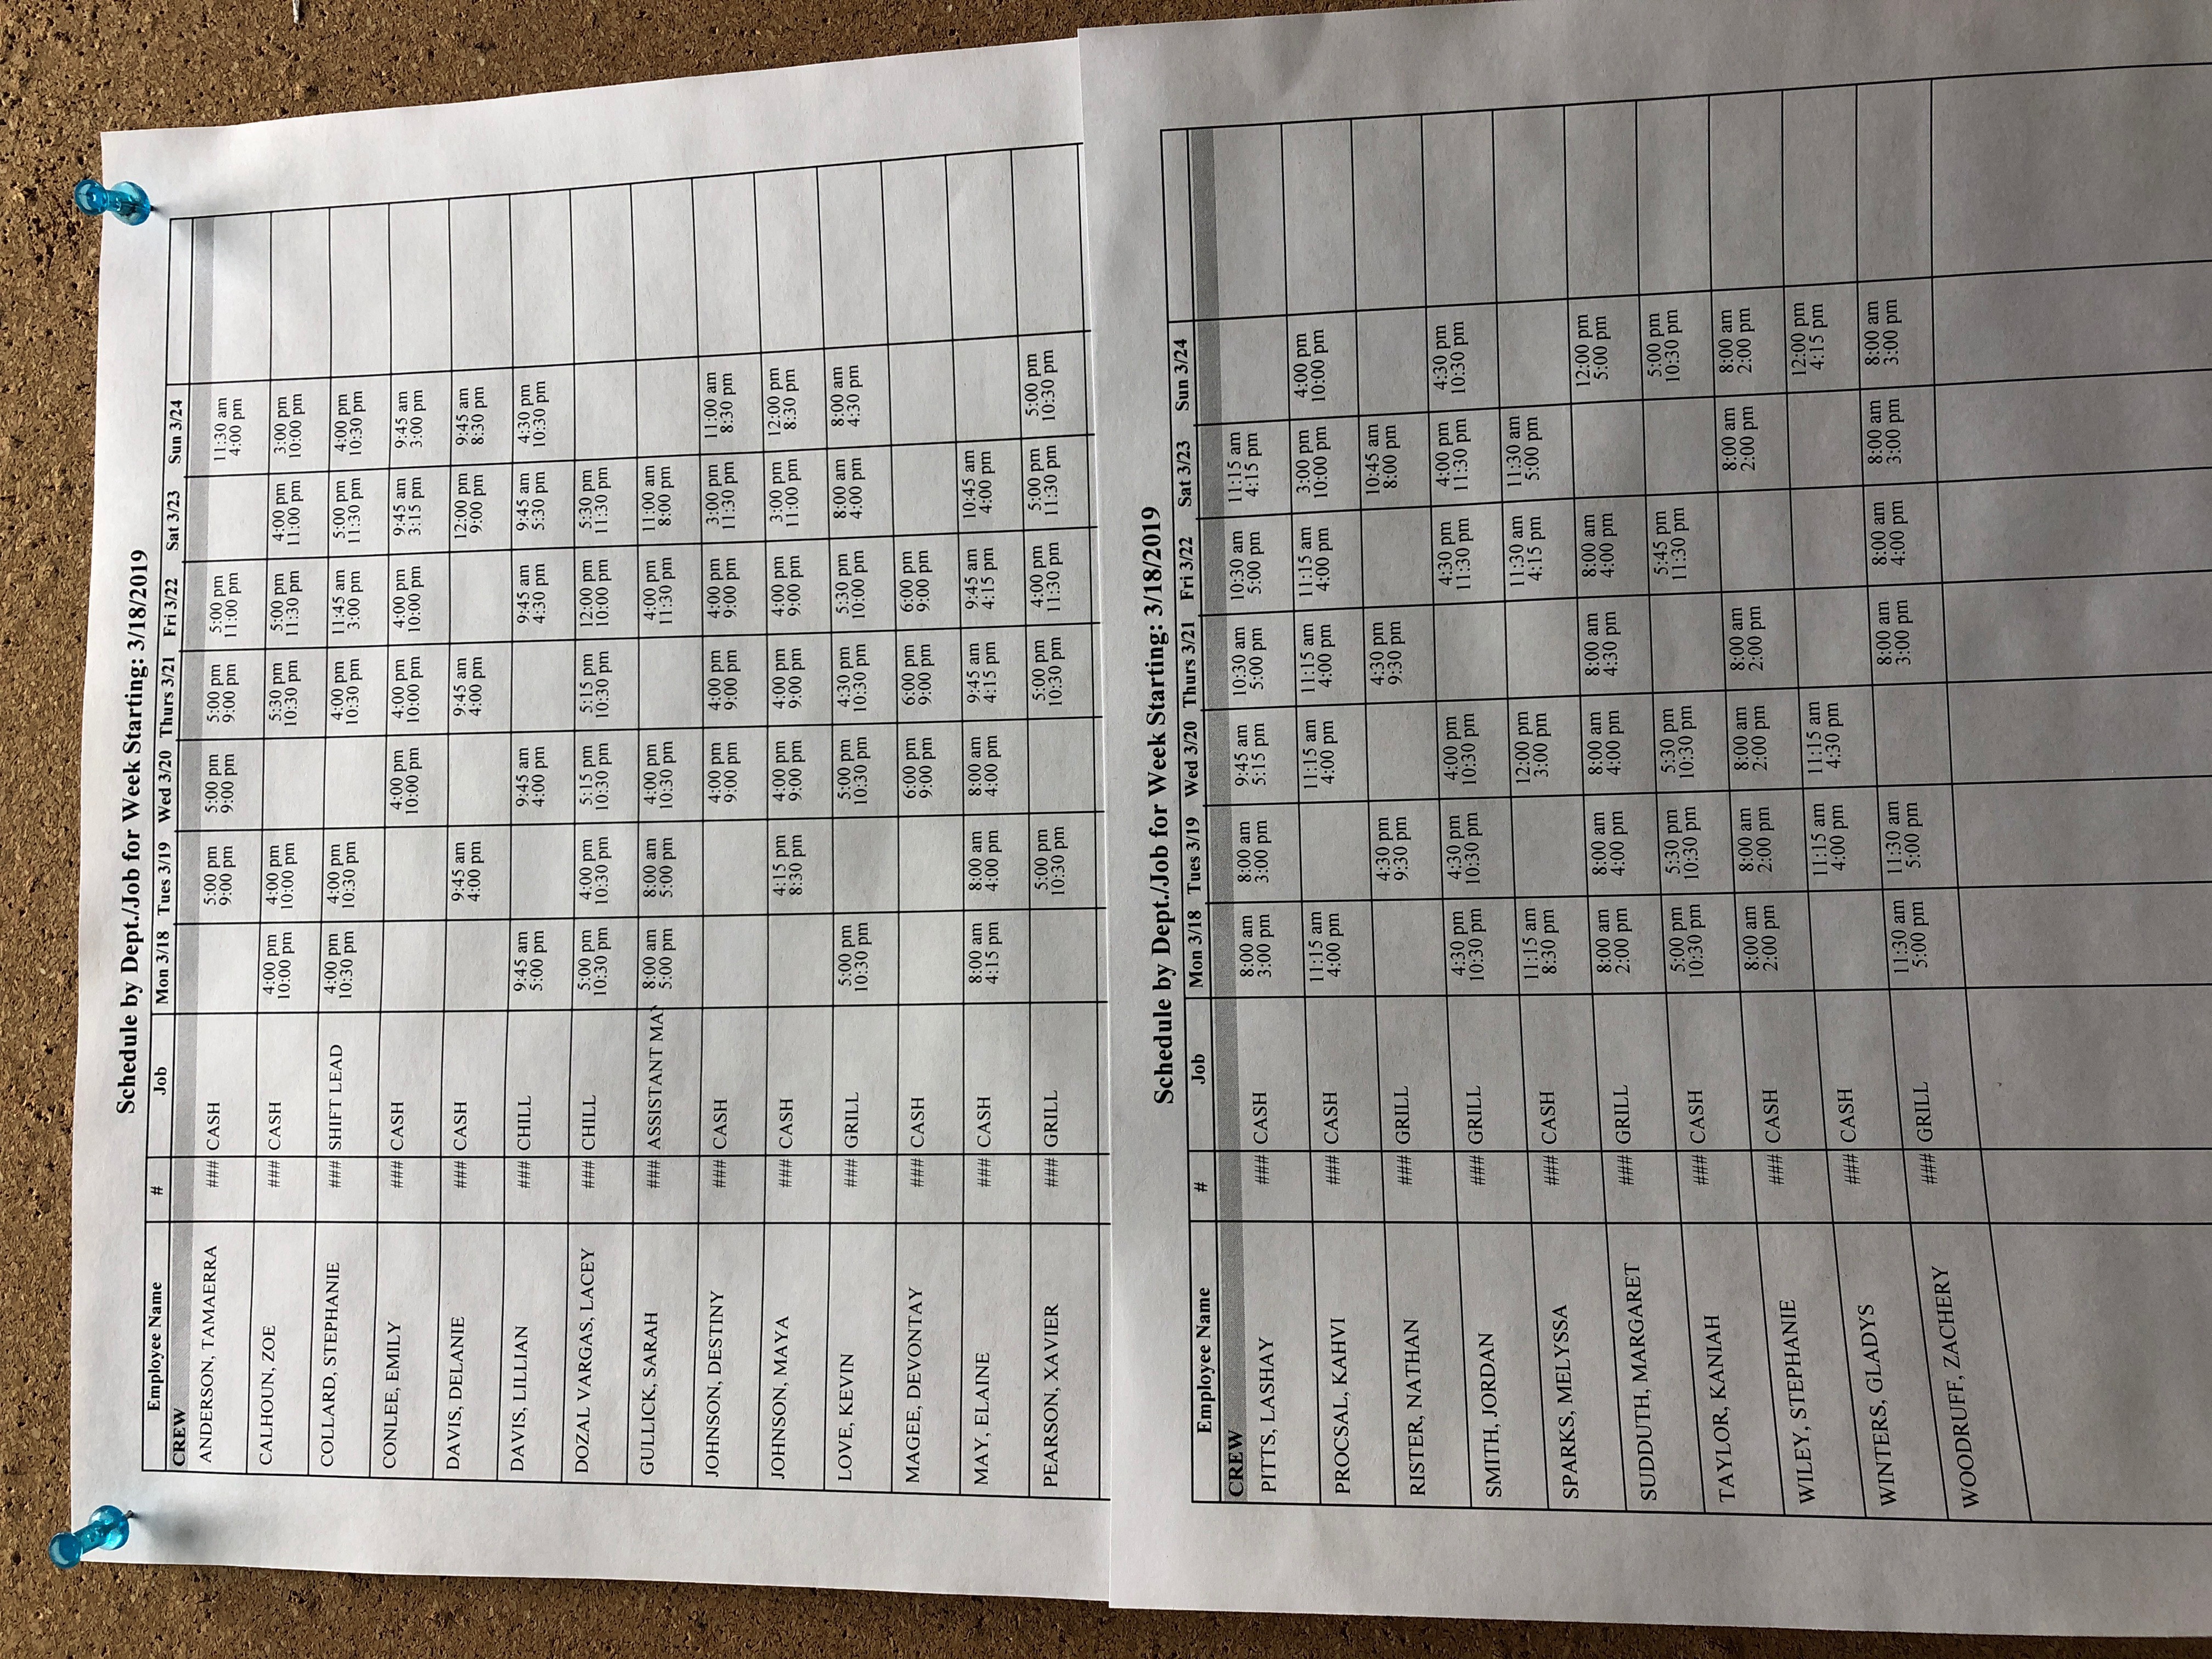 Schedule by Dept./Job for Week Starting: 3/18/2019
Employee Name # Job Mon 3/18 Tues 3/19 Wed 3/20 Thurs 3/21 Fri 3/22 Sat 3/23 Sun 3/24
CREW
ANDERSON, TAMAERRA ### CASH 5:00 pm 5:00 pm 5:00 pm 5:00 pm 11:30 am
9:00 pm 9:00 pm 9:00 pm 11:00 pm 4:00 pm
CALHOUN, ZOE ### CASH 4:00 pm 4:00 pm 5:30 pm 5:00 pm 4:00 pm 3:00 pm
10:00 pm 10:00 pm 10:30 pm 11:30 pm 11:00 pm 10:00 pm
COLLARD, STEPHANIE ### SHIFT LEAD 4:00 pm 4:00 pm 4:00 pm 11:45 am 5:00 pm 4:00 pm
10:30 pm 10:30 pm 10:30 pm 3:00 pm 11:30 pm 10:30 pm
CONLEE, EMILY ### CASH 4:00 pm 4:00 pm 4:00 pm 9:45 am 9:45 am
10:00 pm 10:00 pm 10:00 pm 3:15 pm 3:00 pm
DAVIS, DELANIE ### CASH 9:45 am 9:45 am 12:00 pm 9:45 am
4:00 pm 4:00 pm 9:00 pm 8:30 pm
DAVIS, LILLIAN ### CHILL 9:45 am 9:45 am 9:45 am 9:45 am 4:30 pm
5:00 pm 4:00 pm 4:30 pm 5:30 pm 10:30 pm
DOZAL VARGAS, LACEY ### CHILL 5:00 pm 4:00 pm 5:15 pm 5:15 pm 12:00 pm 5:30 pm
10:30 pm 10:30 pm 10:30 pm 10:30 pm 10:00 pm 11:30 pm
GULLICK, SARAH ### ASSISTANT MA 8:00 am 8:00 am 4:00 pm 4:00 pm 11:00 am
5:00 pm 5:00 pm 10:30 pm 11:30 pm 8:00 pm
JOHNSON, DESTINY ### CASH 4:00 pm 4:00 pm 4:00 pm 3:00 pm 11:00 am
9:00 pm 9:00 pm 9:00 pm 11:30 pm 8:30 pm
JOHNSON, MAYA ### CASH 4:15 pm 4:00 pm 4:00 pm 4:00 pm 3:00 pm 12:00 pm
8:30 pm 9:00 pm 9:00 pm 9:00 pm 11:00 pm 8:30 pm
LOVE, KEVIN ### GRILL 5:00 pm 5:00 pm 4:30 pm 5:30 pm 8:00 am 8:00 am
10:30 pm 10:30 pm 10:30 pm 10:00 pm 4:00 pm 4:30 pm
MAGEE, DEVONTAY ### CASH 6:00 pm 6:00 pm 6:00 pm
9:00 pm 9:00 pm 9:00 pm
MAY, ELAINE ### CASH 8:00 am 8:00 am 8:00 am 9:45 am 9:45 am 10:45 am
4:15 pm 4:00 pm 4:00 pm 4:15 pm 4:15 pm 4:00 pm
PEARSON, XAVIER ### GRILL 5:00 pm 5:00 pm 4:00 pm 5:00 pm 5:00 pm
10:30 pm 10:30 pm 11:30 pm 11:30 pm 10:30 pm
Schedule by Dept./Job for Week Starting: 3/18/2019
Employee Name # Job Mon 3/18 Tues 3/19 Wed 3/20 Thurs 3/21 Fri 3/22 Sat 3/23 Sun 3/24
CREW
PITTS, LASHAY ### CASH 8:00 am 8:00 am 9:45 am 10:30 am 10:30 am 11:15 am
3:00 pm 3:00 pm 5:15 pm 5:00 pm 5:00 pm 4:15 pm
PROCSAL, KAHVI ### CASH 11:15 am 11:15 am 11:15 am 11:15 am 3:00 pm 4:00 pm
4:00 pm 4:00 pm 4:00 pm 4:00 pm 10:00 pm 10:00 pm
RISTER, NATHAN ### GRILL 4:30 pm 4:30 pm 10:45 am
9:30 pm 9:30 pm 8:00 pm
SMITH, JORDAN ### GRILL 4:30 pm 4:30 pm 4:00 pm 4:30 pm 4:00 pm 4:30 pm
10:30 pm 10:30 pm 10:30 pm 11:30 pm 11:30 pm 10:30 pm
SPARKS, MELYSSA ### CASH 11:15 am 12:00 pm 11:30 am 11:30 am
8:30 pm 3:00 pm 4:15 pm 5:00 pm
SUDDUTH, MARGARET ### GRILL 8:00 am 8:00 am 8:00 am 8:00 am 8:00 am 12:00 pm
2:00 pm 4:00 pm 4:00 pm 4:30 pm 4:00 pm 5:00 pm
TAYLOR, KANIAH ### CASH 5:00 pm 5:30 pm 5:30 pm 5:45 pm 5:00 pm
10:30 pm 10:30 pm 10:30 pm 11:30 pm 10:30 pm
WILEY, STEPHANIE ### CASH 8:00 am 8:00 am 8:00 am 8:00 am 8:00 am 8:00 am
2:00 pm 2:00 pm 2:00 pm 2:00 pm 2:00 pm 2:00 pm
WINTERS, GLADYS ### CASH 11:15 am 11:15 am 12:00 pm
4:00 pm 4:30 pm 4:15 pm
WOODRUFF, ZACHERY ### GRILL 11:30 am 11:30 am 8:00 am 8:00 am 8:00 am 8:00 am
5:00 pm 5:00 pm 3:00 pm 4:00 pm 3:00 pm 3:00 pm